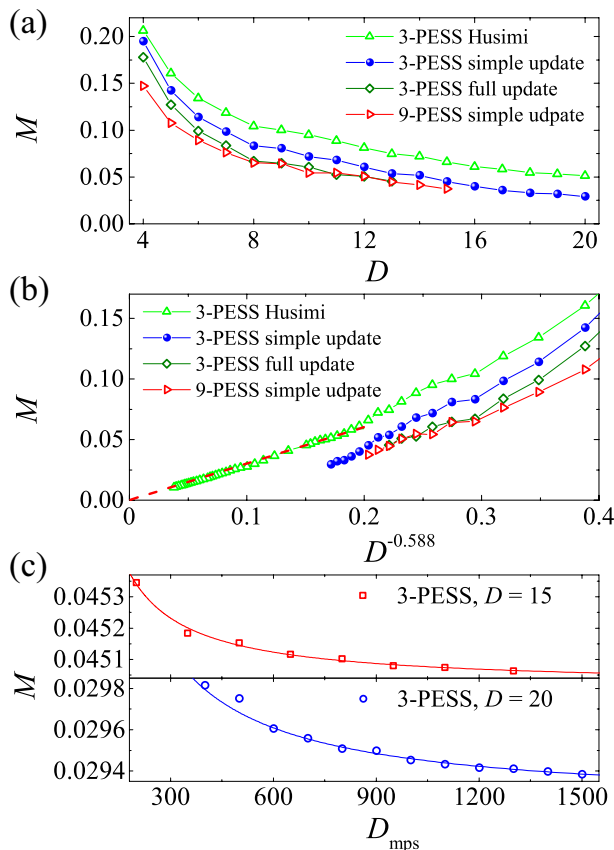 (a)
0.20
0.15
0.10
0.05
0.00
M
3-PESS Husimi
3-PESS simple update
3-PESS full update
9-PESS simple udpate
4 8 12 16 20
D
(b)
0.15
0.10
0.05
0.00
M
3-PESS Husimi
3-PESS simple update
3-PESS full update
9-PESS simple udpate
0 0.1 0.2 0.3 0.4
D^-0.588
(c)
0.0453
0.0452
0.0451
3-PESS, D = 15
M
0.0298
0.0296
0.0294
3-PESS, D = 20
300 600 900 1200 1500
D_mps